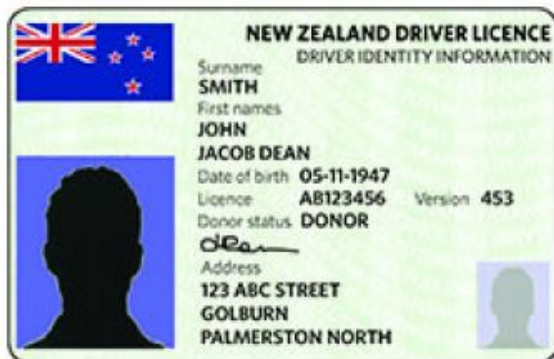 NEW ZEALAND DRIVER LICENCE
DRIVER IDENTITY INFORMATION
Surname
SMITH
First names
JOHN
JACOB DEAN
Date of birth 05-11-1947
Licence AB123456 Version 453
Donor status DONOR
Address
123 ABC STREET
GOLBURN
PALMERSTON NORTH